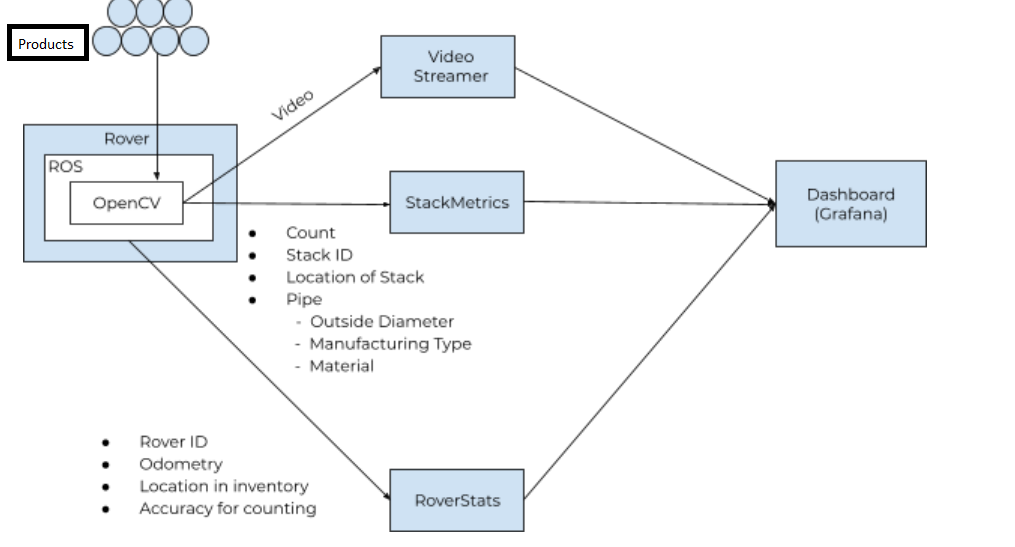 Products
Video
Streamer
Video
Rover
ROS
OpenCV
StackMetrics
Dashboard
(Grafana)
● Count
● Stack ID
● Location of Stack
● Pipe
- Outside Diameter
- Manufacturing Type
- Material
● Rover ID
● Odometry
● Location in inventory
● Accuracy for counting
RoverStats